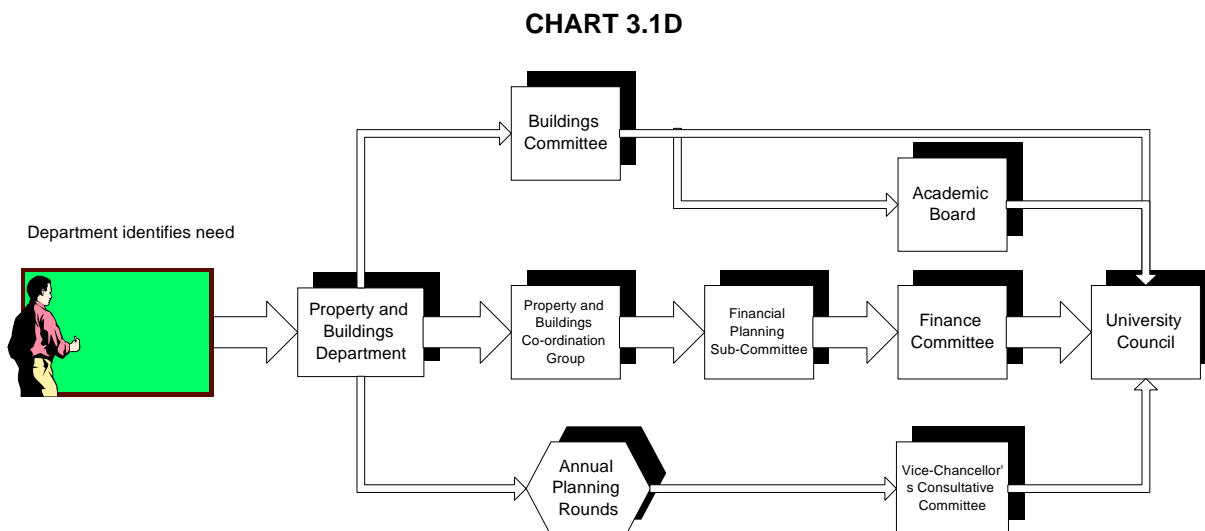 CHART 3.1D
Buildings
Committee
Academic
Board
Department identifies need
Property and
Buildings
Department
Property and
Buildings
Co-ordination
Group
Financial
Planning
Sub-Committee
Finance
Committee
University
Council
Annual
Planning
Rounds
Vice-Chancellor'
s Consultative
Committee